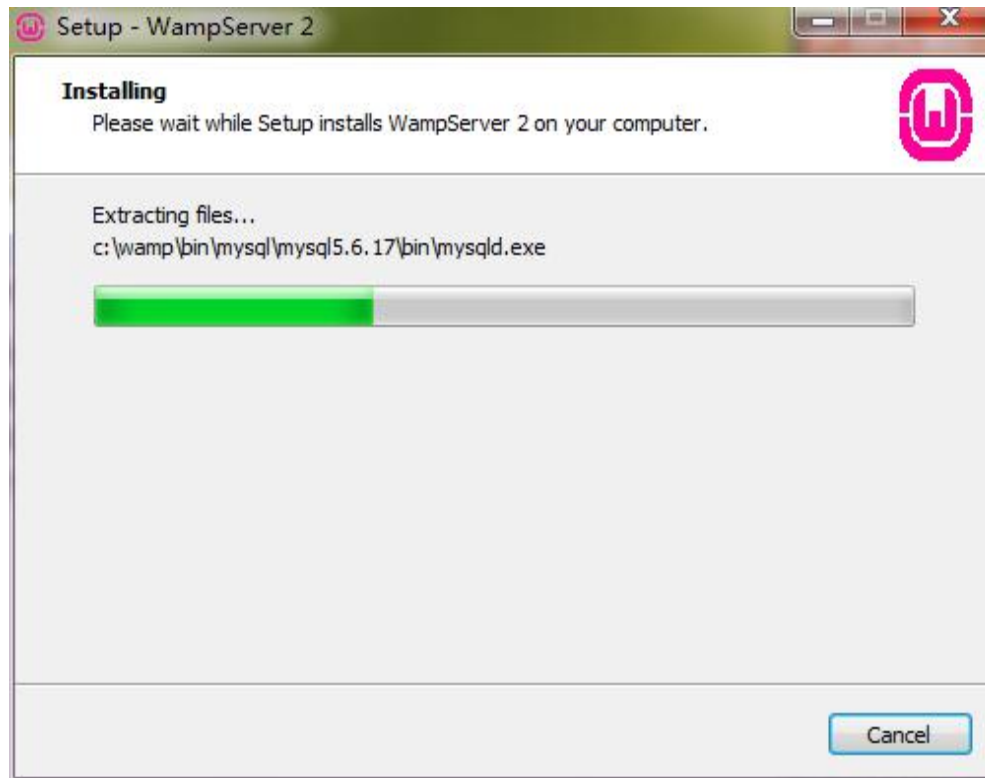 Setup - WampServer 2
Installing
Please wait while Setup installs WampServer 2 on your computer.
Extracting files...
c:\wamp\bin\mysql\mysql5.6.17\bin\mysqld.exe
Cancel